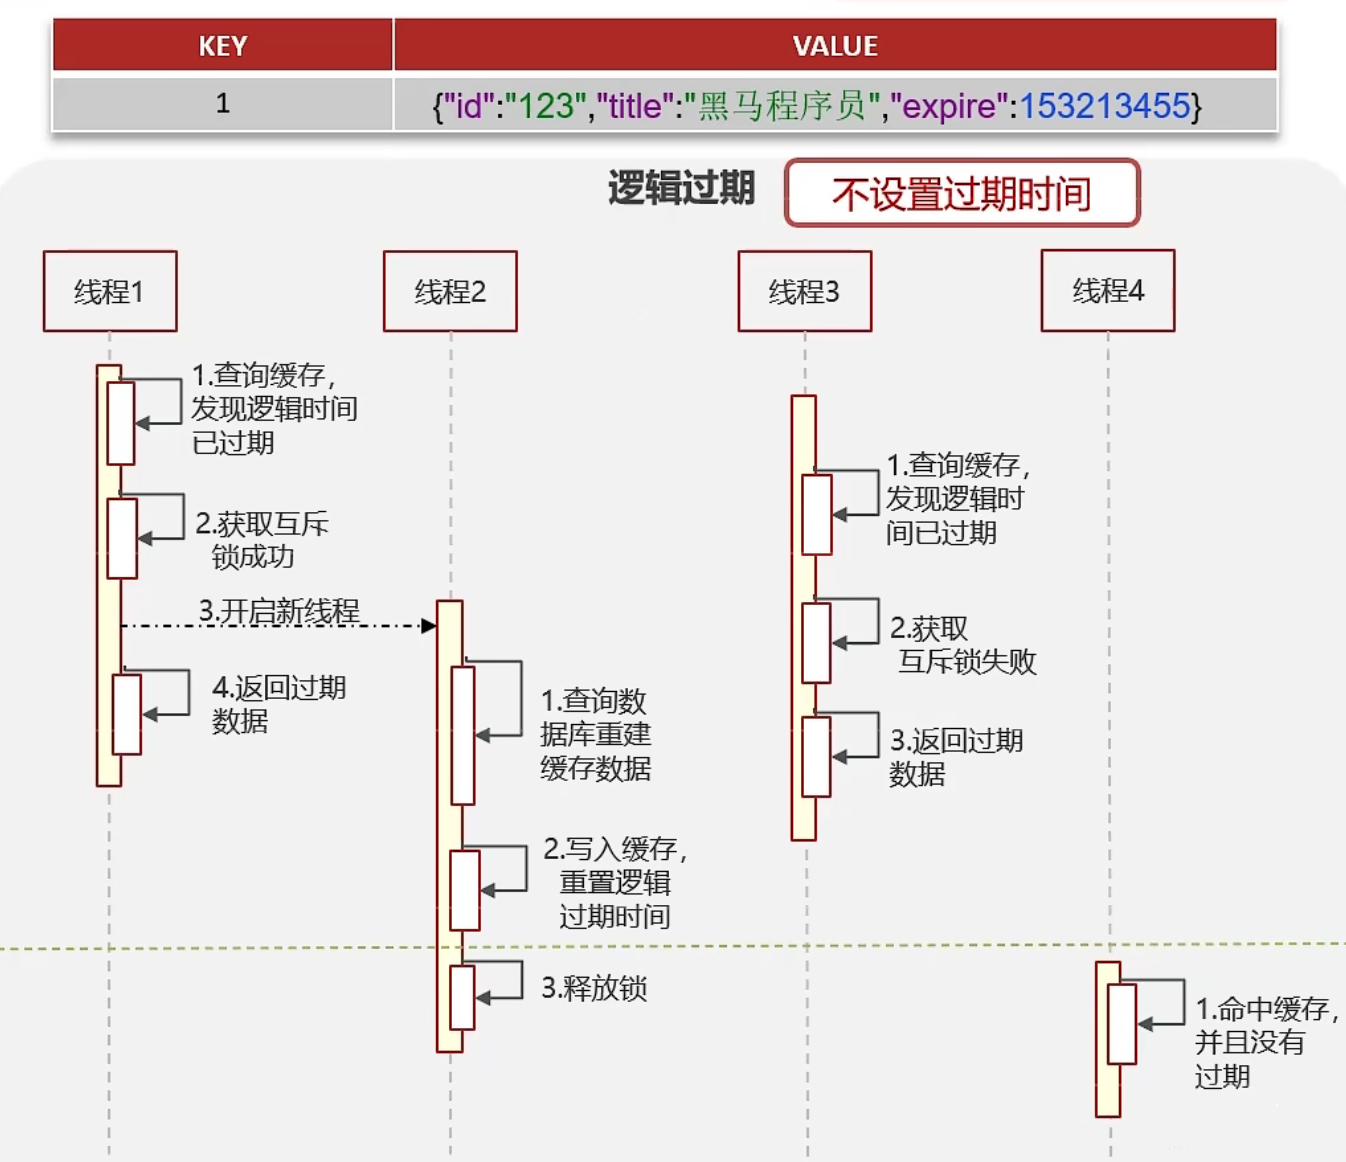 KEY
VALUE
1
{"id":"123","title":"黑马程序员","expire":153213455}
逻辑过期
不设置过期时间
线程1
线程2
线程3
线程4
1.查询缓存，
发现逻辑时间
已过期
2.获取互斥
锁成功
3.开启新线程
4.返回过期
数据
1.查询数
据库重建
缓存数据
2.写入缓存，
重置逻辑
过期时间
3.释放锁
1.查询缓存，
发现逻辑时
间已过期
2.获取
互斥锁失败
3.返回过期
数据
1.命中缓存，
并且没有
过期